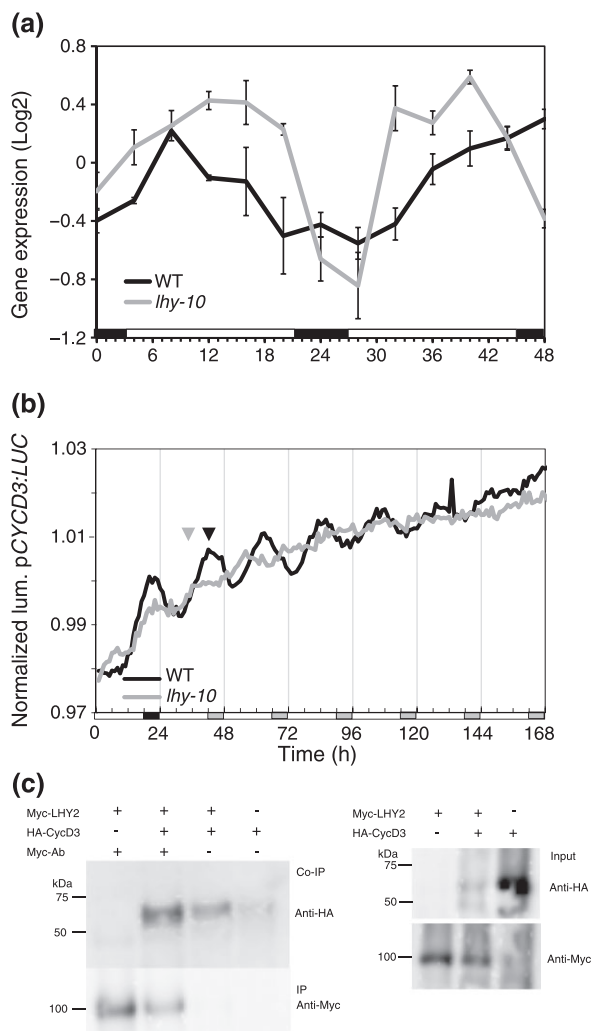 (a)
Gene expression (Log2)
0.8
0.4
0
−0.4
−0.8
−1.2
WT
lhy-10
0 6 12 18 24 30 36 42 48
(b)
Normalized lum. pCYCD3:LUC
1.03
1.01
0.99
0.97
WT
lhy-10
0 24 48 72 96 120 144 168
Time (h)
(c)
Myc-LHY2 + + + -
HA-CycD3 - + + +
Myc-Ab + + - -
kDa
Co-IP
75
Anti-HA
50
IP
100
Anti-Myc
Myc-LHY2 + + -
HA-CycD3 - + +
kDa
Input
75
Anti-HA
50
100
Anti-Myc